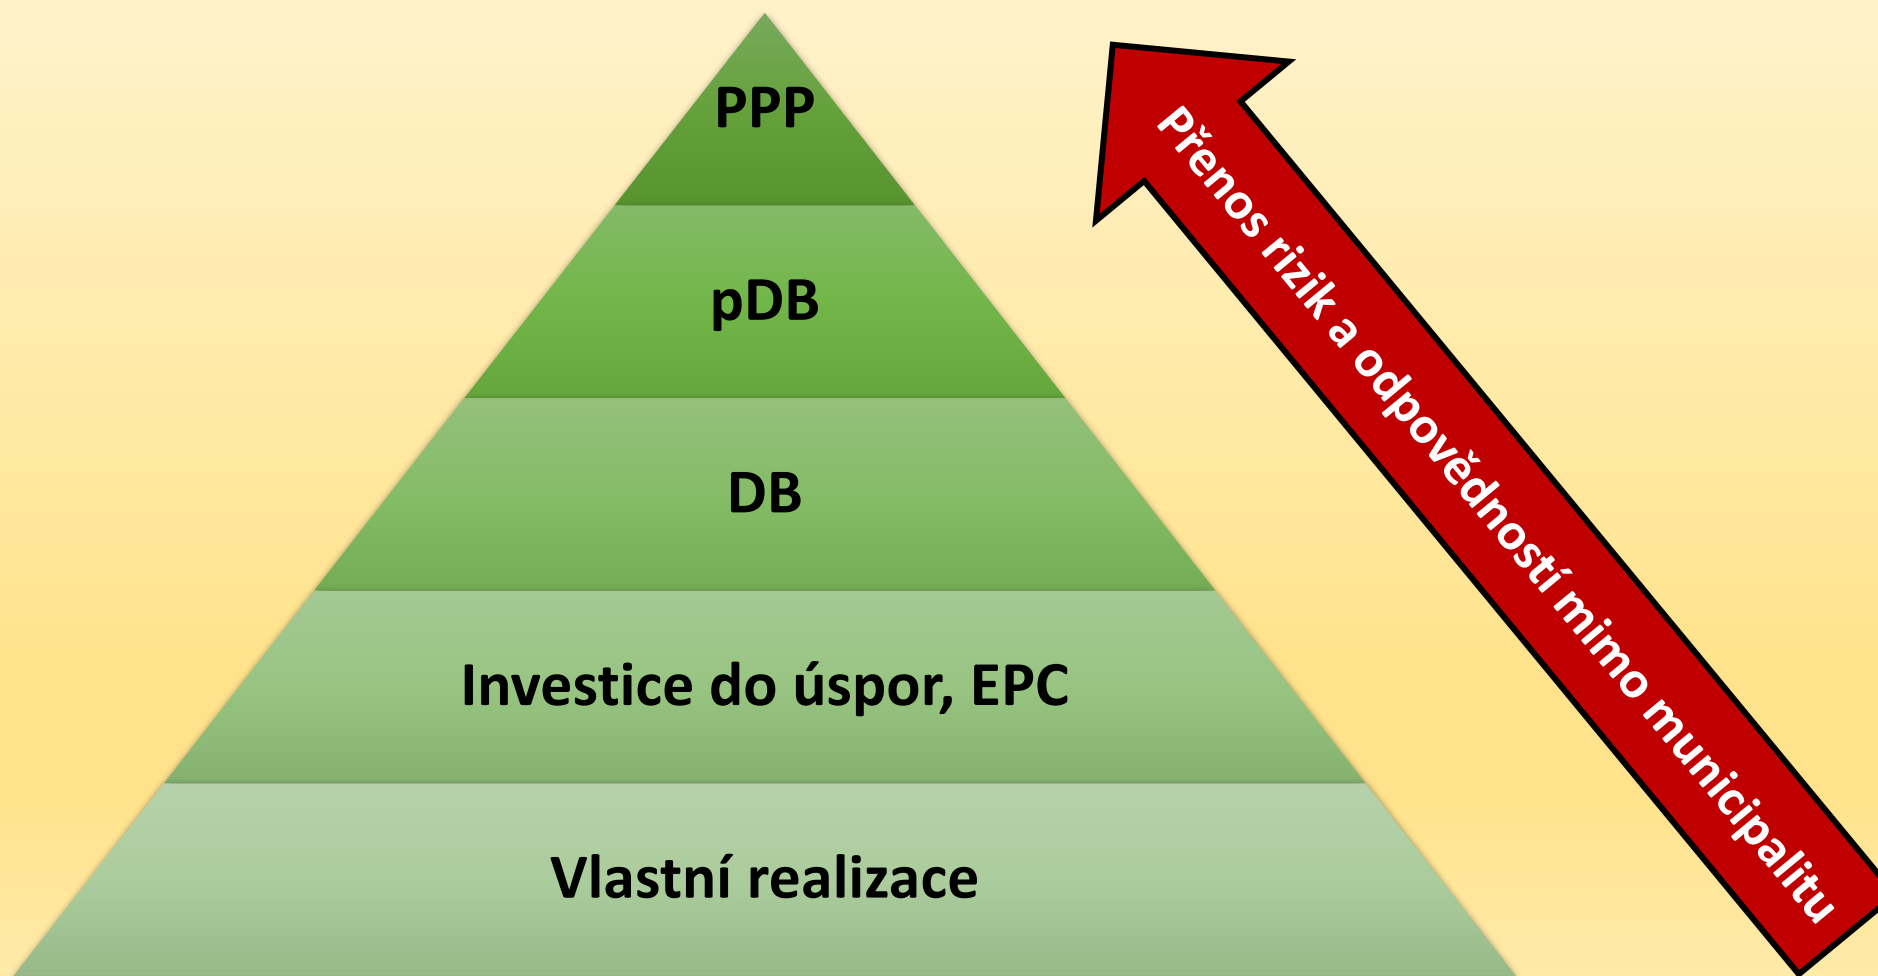 PPP
pDB
DB
Investice do úspor, EPC
Vlastní realizace
Přenos rizik a odpovědností mimo municipalitu